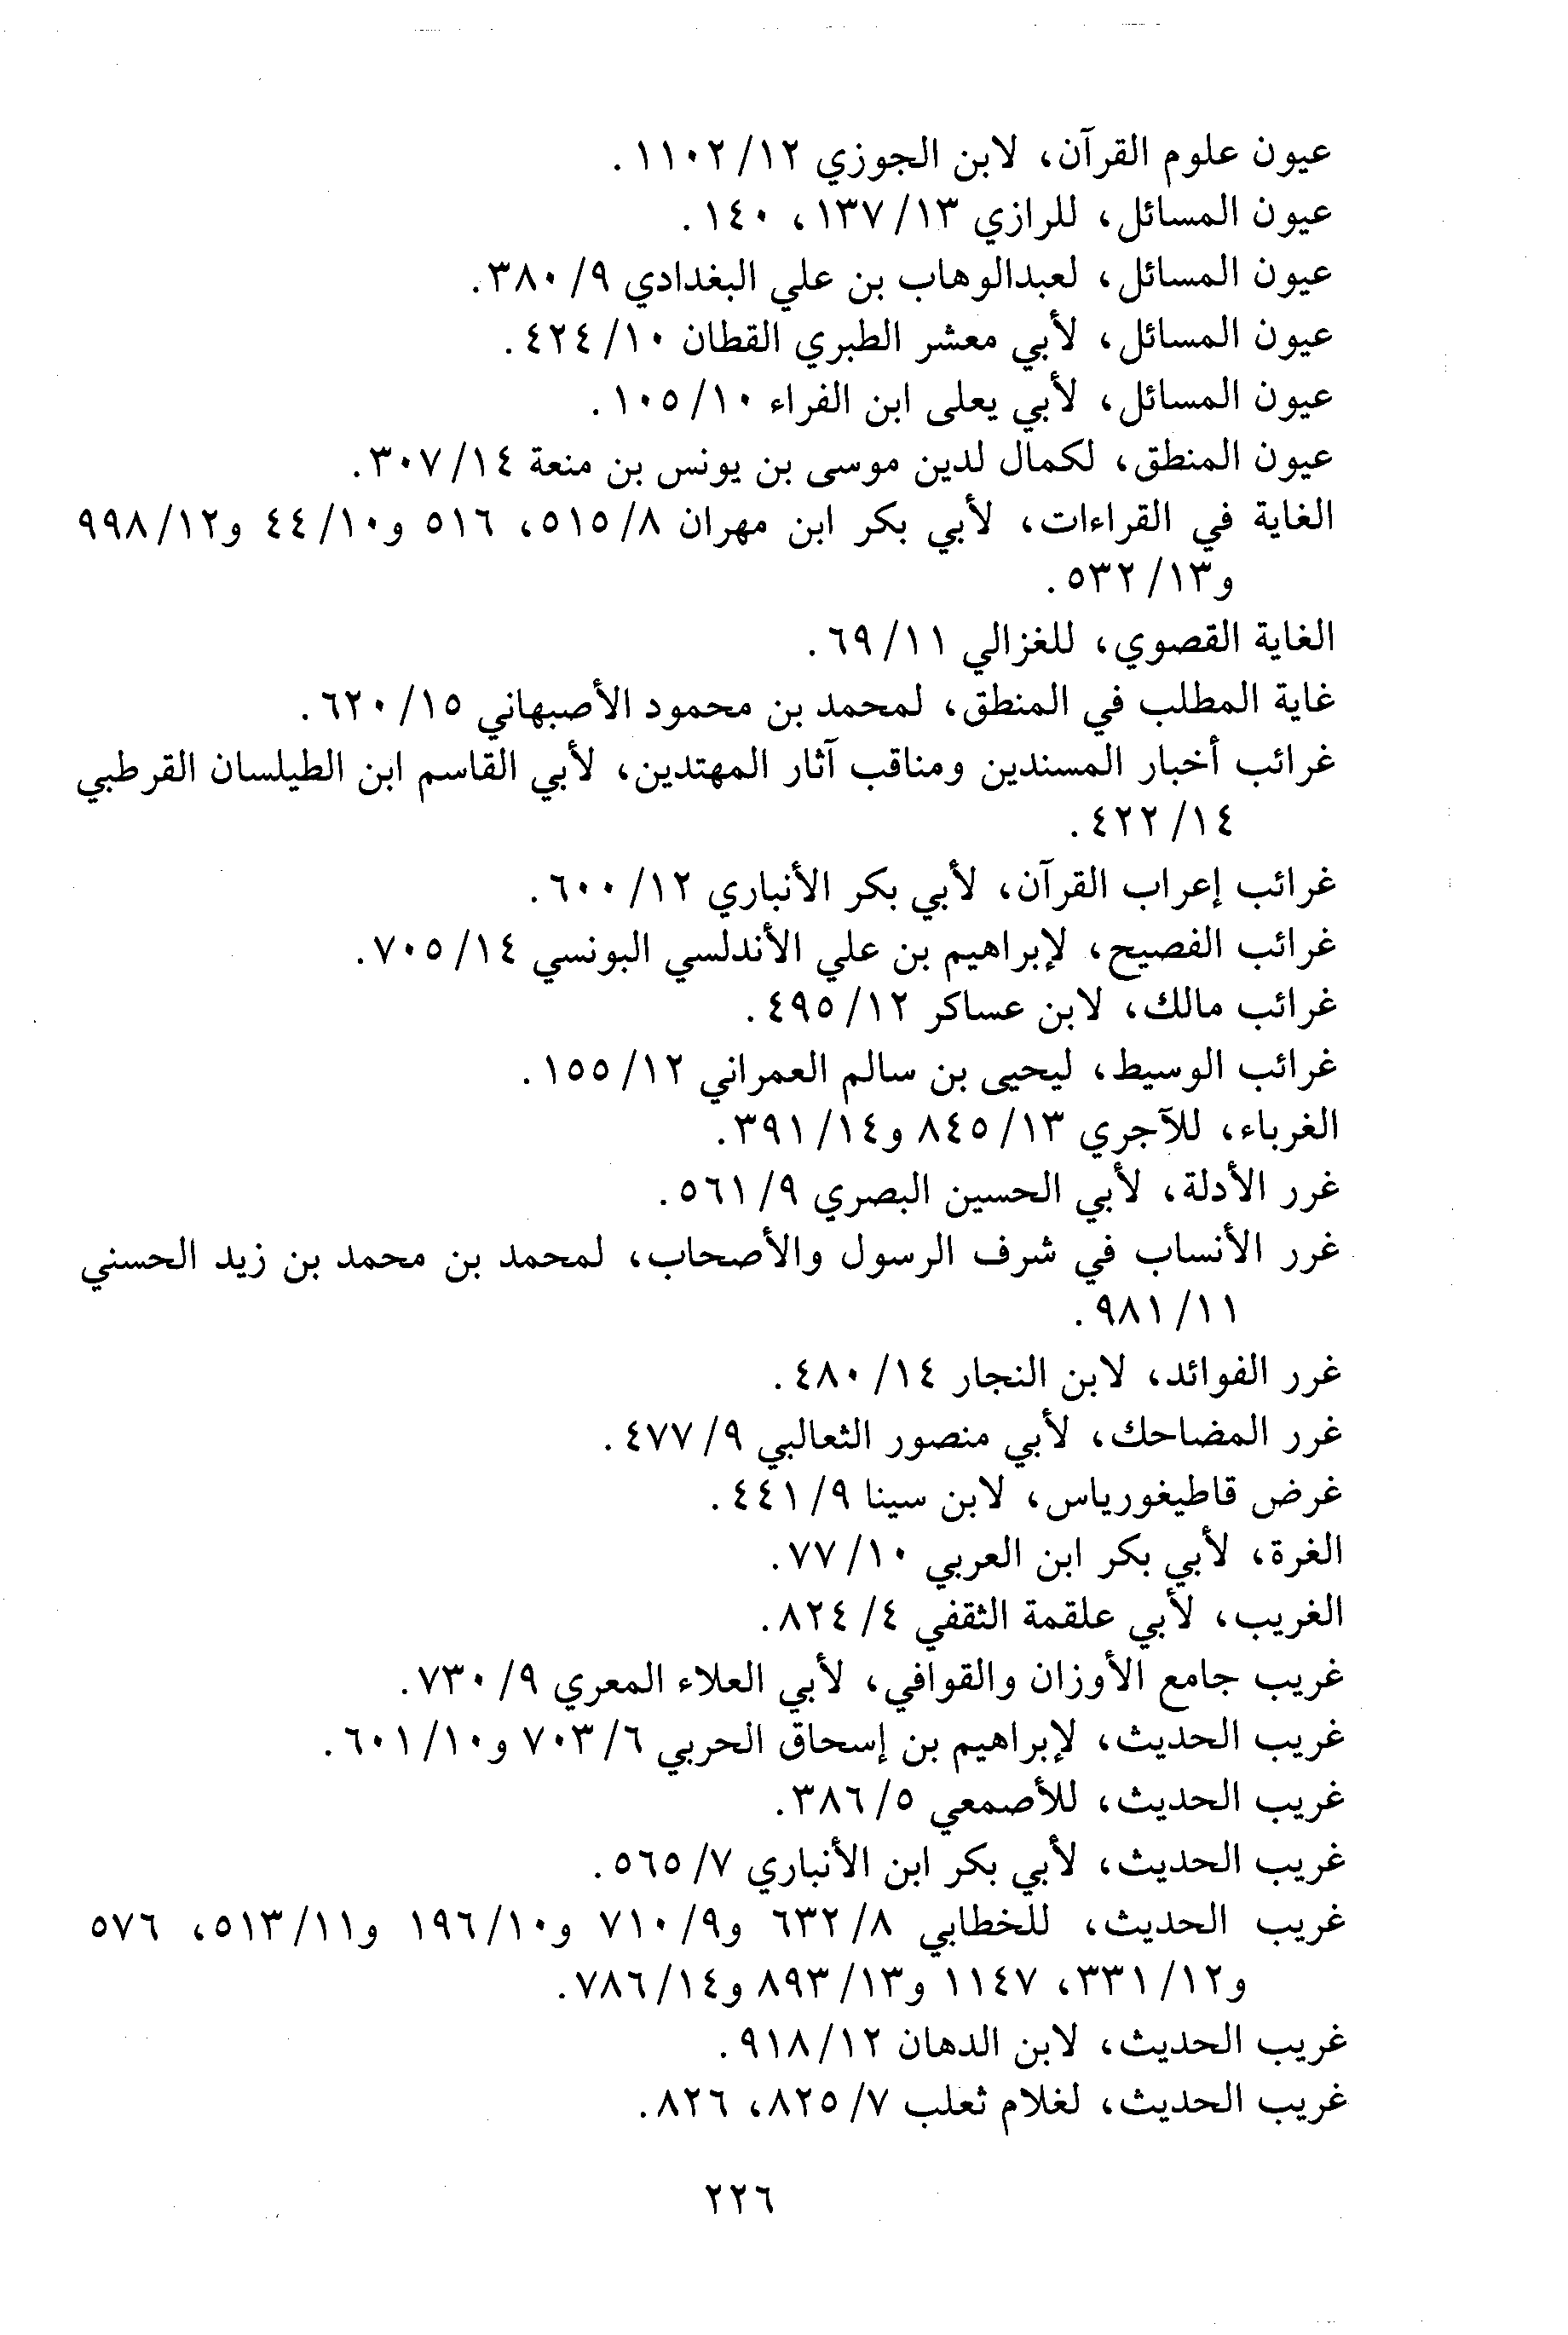 عيون علوم القرآن، لابن الجوزي ١٢/ ١١٠٢.
عيون المسائل، للرازي ١٣/ ١٣٧، ١٤٠.
عيون المسائل، لعبدالوهاب بن علي البغدادي ٩/ ٣٨٠.
عيون المسائل، لأبي معشر الطبري القطان ١٠/ ٤٢٤.
عيون المسائل، لأبي يعلى ابن الفراء ١٠/ ١٠٥.
عيون المنطق، لكمال لدين موسى بن يونس بن منعة ١٤/ ٣٠٧.
الغاية في القراءات، لأبي بكر ابن مهران ٨/ ٥١٥، ٥١٦ و١٠/ ٤٤ و١٢/ ٩٩٨
و١٣/ ٥٣٢.
الغاية القصوي، للغزالي ١١/ ٦٩.
غاية المطلب في المنطق، لمحمد بن محمود الأصبهاني ١٥/ ٦٢٠.
غرائب أخبار المسندين ومناقب آثار المهتدين، لأبي القاسم ابن الطيلسان القرطبي
١٤/ ٤٢٢.
غرائب إعراب القرآن، لأبي بكر الأنباري ١٢/ ٦٠٠.
غرائب الفصيح، لإبراهيم بن علي الأندلسي البونسي ١٤/ ٧٠٥.
غرائب مالك، لابن عساكر ١٢/ ٤٩٥.
غرائب الوسيط، ليحيى بن سالم العمراني ١٢/ ١٥٥.
الغرباء، للآجري ١٣/ ٨٤٥ و١٤/ ٣٩١.
غرر الأدلة، لأبي الحسين البصري ٩/ ٥٦١.
غرر الأنساب في شرف الرسول والأصحاب، لمحمد بن محمد بن زيد الحسني
١١/ ٩٨١.
غرر الفوائد، لابن النجار ١٤/ ٤٨٠.
غرر المضاحك، لأبي منصور الثعالبي ٩/ ٤٧٧.
غرض قاطيغورياس، لابن سينا ٩/ ٤٤١.
الغرة، لأبي بكر ابن العربي ١٠/ ٧٧.
الغريب، لأبي علقمة الثقفي ٤/ ٨٢٤.
غريب جامع الأوزان والقوافي، لأبي العلاء المعري ٩/ ٧٣٠.
غريب الحديث، لإبراهيم بن إسحاق الحربي ٦/ ٧٠٣ و١٠/ ٦٠١.
غريب الحديث، للأصمعي ٥/ ٣٨٦.
غريب الحديث، لأبي بكر ابن الأنباري ٧/ ٥٦٥.
غريب الحديث، للخطابي ٨/ ٦٣٢ و٩/ ٧١٠ و١٠/ ١٩٦ و١١/ ٥١٣، ٥٧٦
و١٢/ ٣٣١، ١١٤٧ و١٣/ ٨٩٣ و١٤/ ٧٨٦.
غريب الحديث، لابن الدهان ١٢/ ٩١٨.
غريب الحديث، لغلام ثعلب ٧/ ٨٢٥، ٨٢٦.
٢٢٦